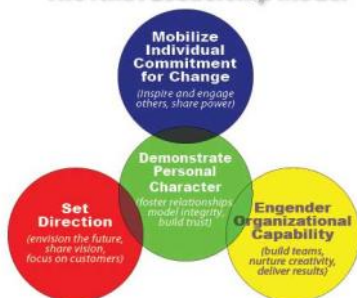 Mobilize
Individual
Commitment
for Change
(Inspire and engage
others, share power)
Demonstrate
Personal
Character
(foster relationships
model integrity,
build trust)
Set
Direction
(envision the future,
share vision,
focus on customers)
Engender
Organizational
Capability
(build teams,
nurture creativity,
deliver results)